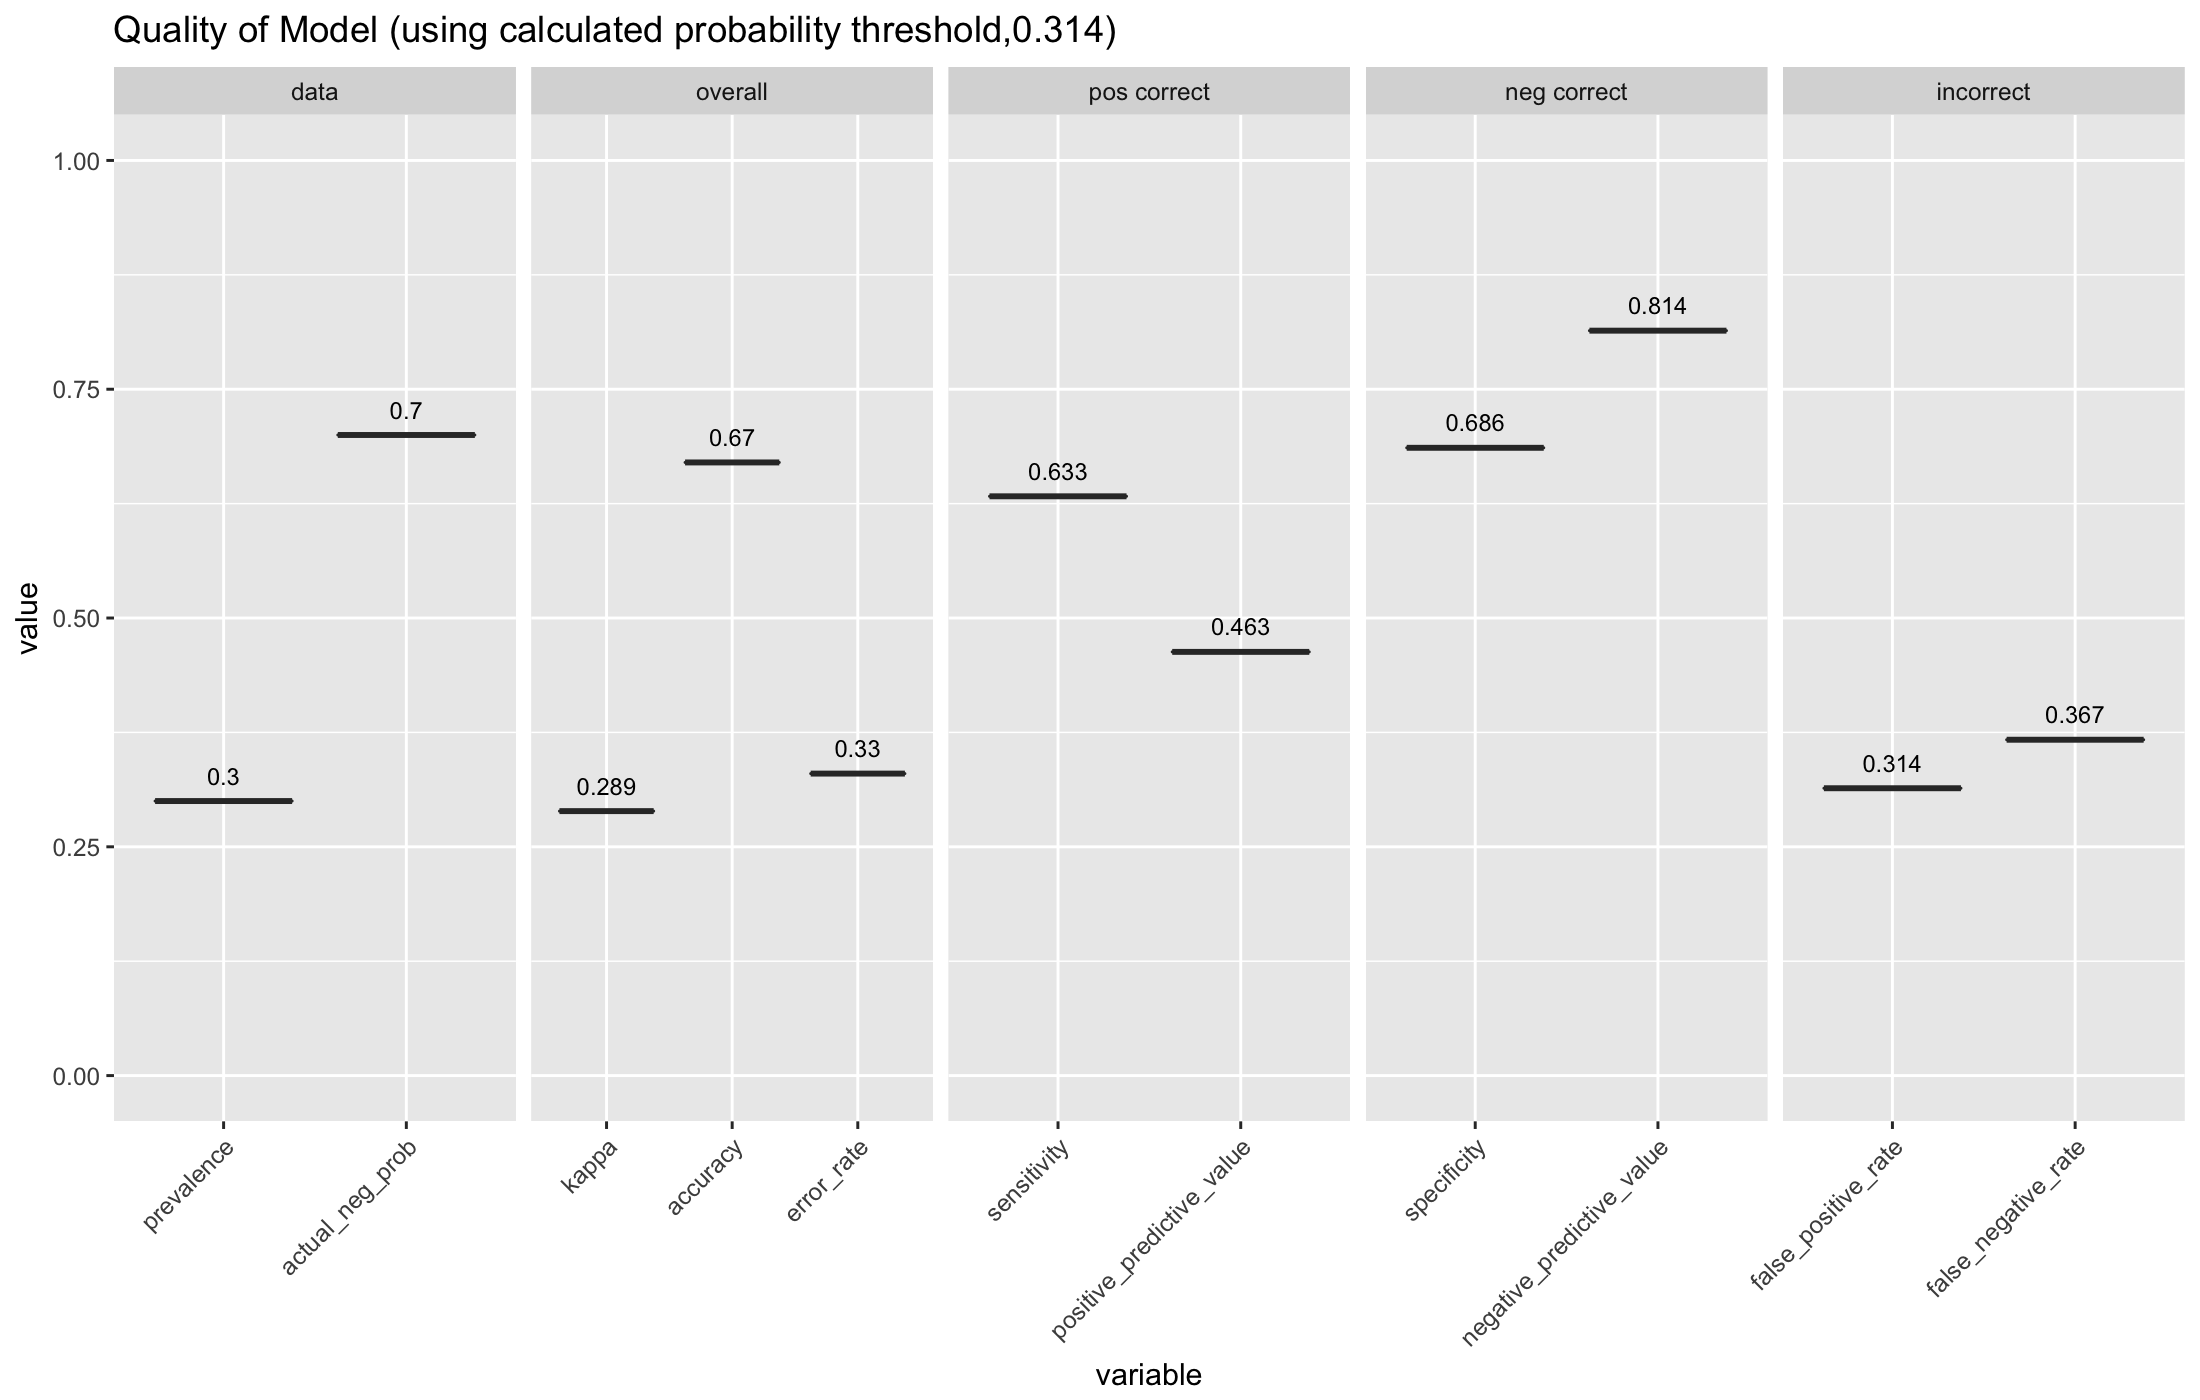 Quality of Model (using calculated probability threshold,0.314)
data
overall
pos correct
neg correct
incorrect
value
1.00
0.75
0.50
0.25
0.00
0.3
0.7
0.289
0.67
0.33
0.633
0.463
0.686
0.814
0.314
0.367
prevalence
actual_neg_prob
kappa
accuracy
error_rate
sensitivity
positive_predictive_value
specificity
negative_predictive_value
false_positive_rate
false_negative_rate
variable